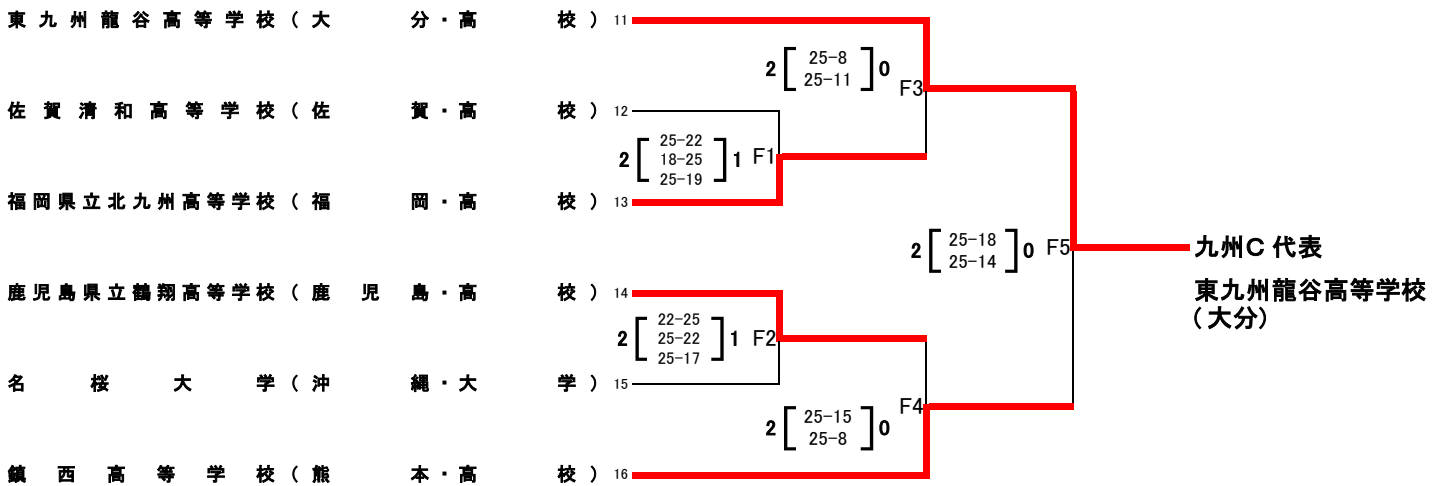 東九州龍谷高等学校(大分・高校) 11
2 25-8 0
25-11
F3
佐賀清和高等学校(佐賀・高校) 12
25-22
2 18-25 1 F1
25-19
福岡県立北九州高等学校(福岡・高校) 13
2 25-18 0 F5
25-14
九州C代表
東九州龍谷高等学校
(大分)
鹿児島県立鶴翔高等学校(鹿児島・高校) 14
22-25
2 25-22 1 F2
25-17
名桜大学(沖縄・大学) 15
F4
2 25-15 0
25-8
鎮西高等学校(熊本・高校) 16